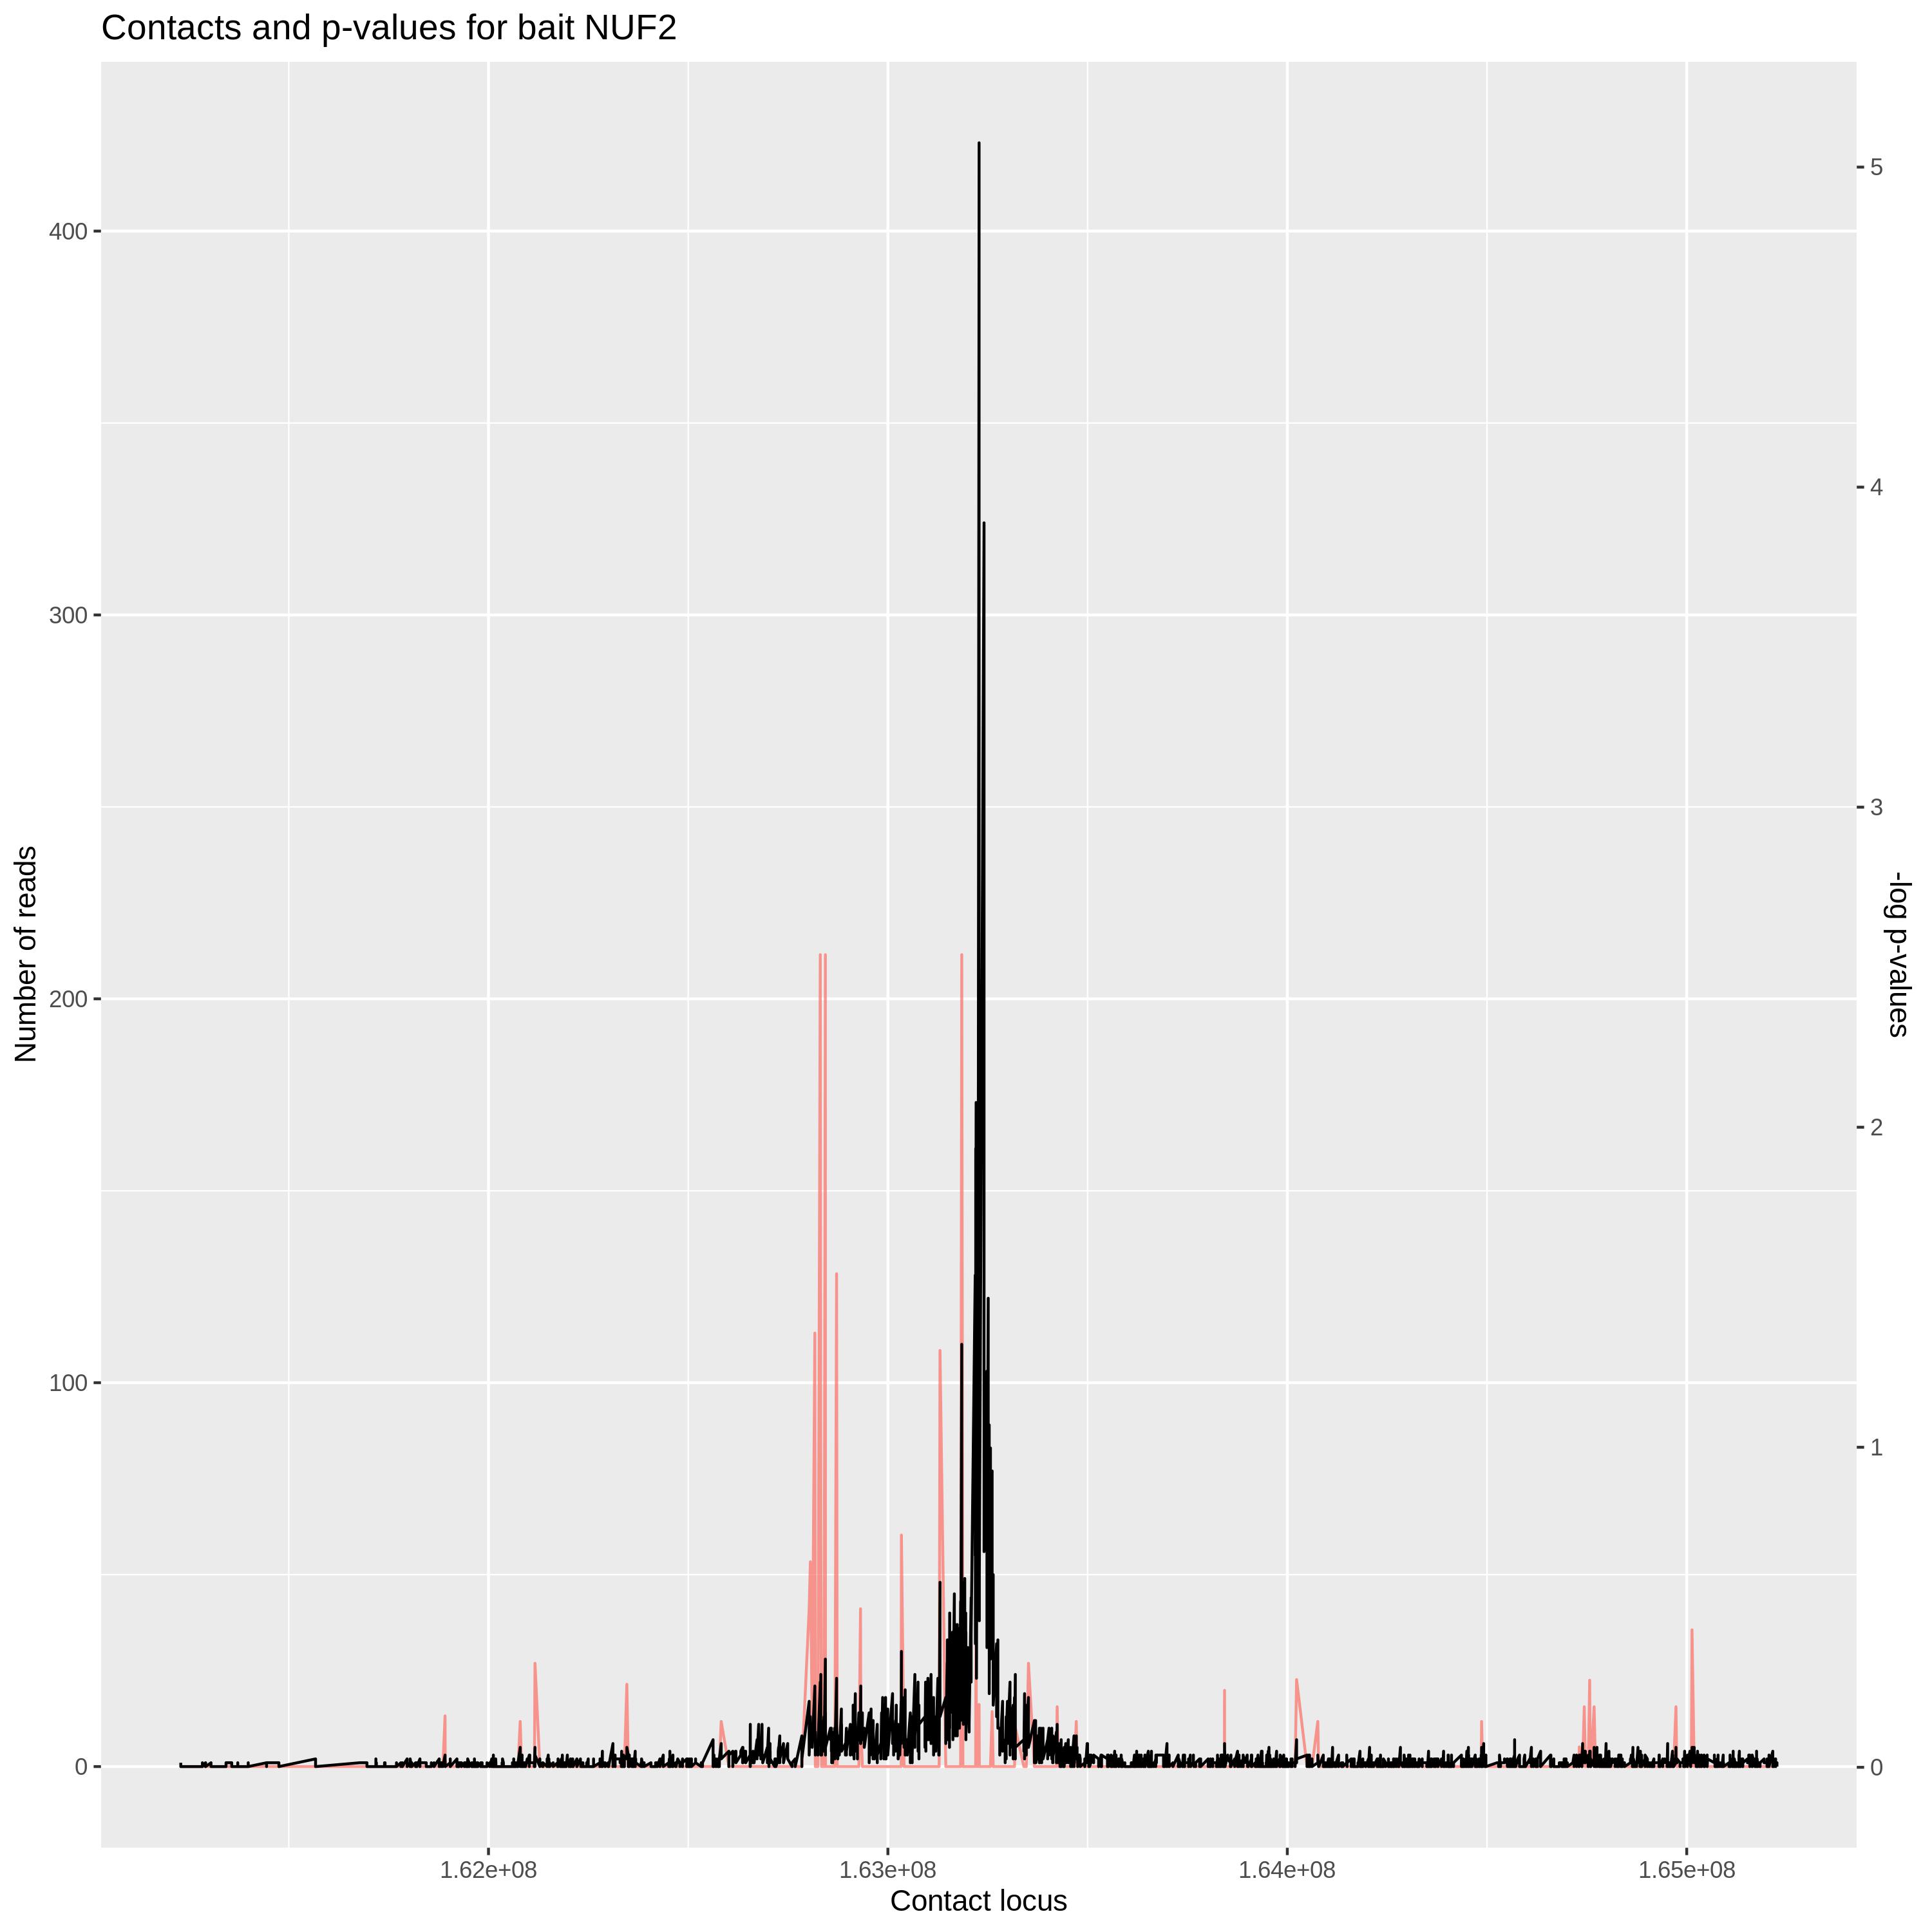 Contacts and p-values for bait NUF2
Number of reads
400
300
200
100
0
5
4
3
2
1
0
-log p-values
1.62e+08
1.63e+08
1.64e+08
1.65e+08
Contact locus